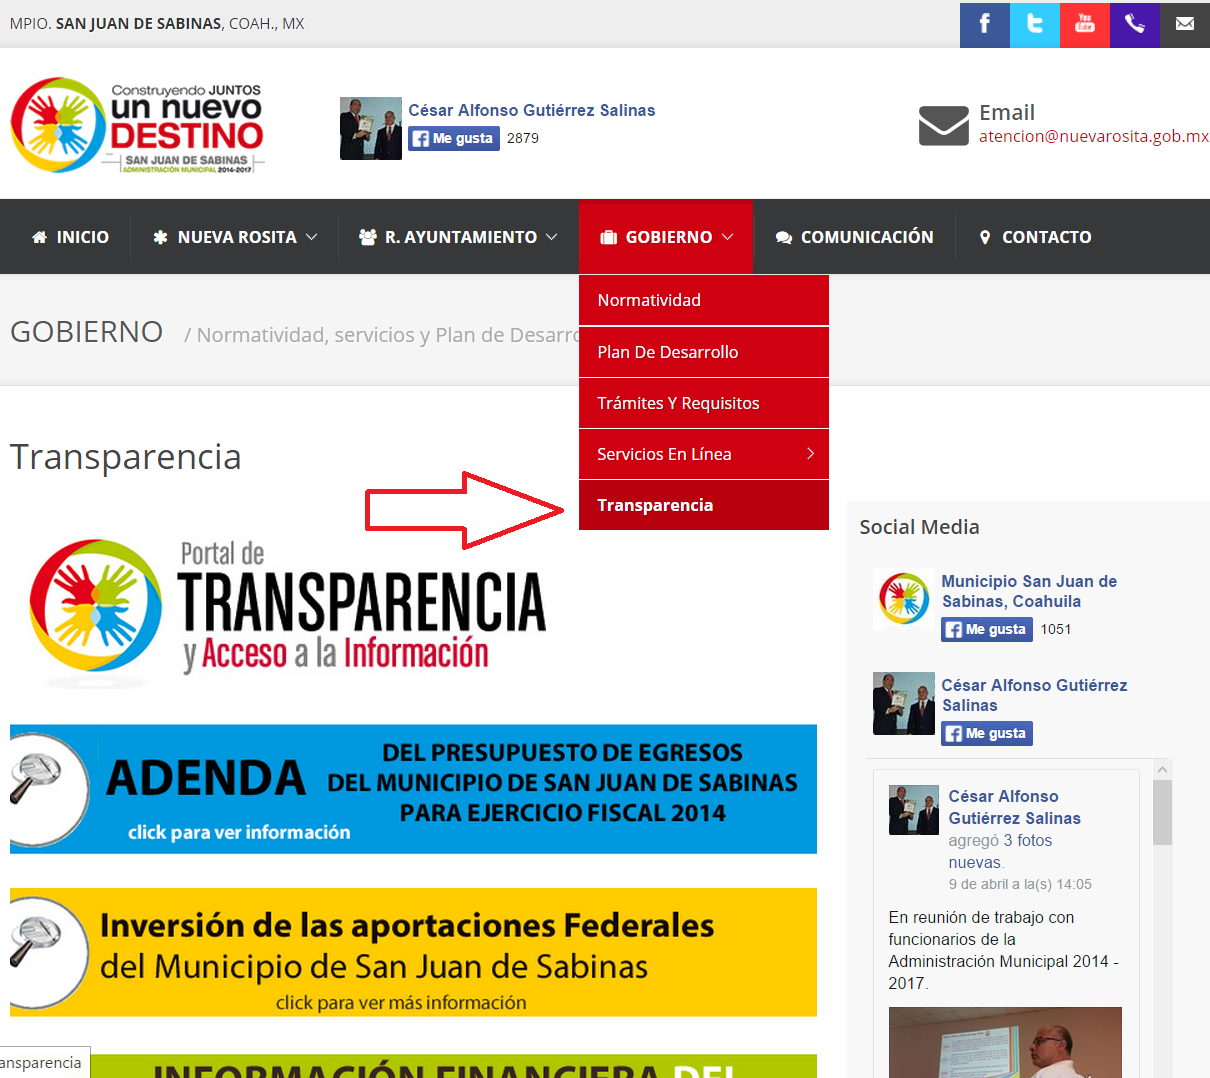 MPIO. SAN JUAN DE SABINAS, COAH., MX
Construyendo JUNTOS
un nuevo
DESTINO
SAN JUAN DE SABINAS
ADMINISTRACIÓN MUNICIPAL 2014-2017
César Alfonso Gutiérrez Salinas
Me gusta 2879
Email
atencion@nuevarosita.gob.mx
INICIO
NUEVA ROSITA
R. AYUNTAMIENTO
GOBIERNO
COMUNICACIÓN
CONTACTO
Normatividad
Plan De Desarrollo
Trámites Y Requisitos
Servicios En Línea
Transparencia
GOBIERNO / Normatividad, servicios y Plan de Desarro
Transparencia
Portal de
TRANSPARENCIA
y Acceso a la Información
ADENDA
DEL PRESUPUESTO DE EGRESOS
DEL MUNICIPIO DE SAN JUAN DE SABINAS
PARA EJERCICIO FISCAL 2014
click para ver información
Inversión de las aportaciones Federales
del Municipio de San Juan de Sabinas
click para ver más información
INFORMACIÓN FINANCIERA DEL
ansparencia
Social Media
Municipio San Juan de
Sabinas, Coahuila
Me gusta 1051
César Alfonso Gutiérrez
Salinas
Me gusta
César Alfonso
Gutiérrez Salinas
agregó 3 fotos
nuevas.
9 de abril a la(s) 14:05
En reunión de trabajo con
funcionarios de la
Administración Municipal 2014 -
2017.